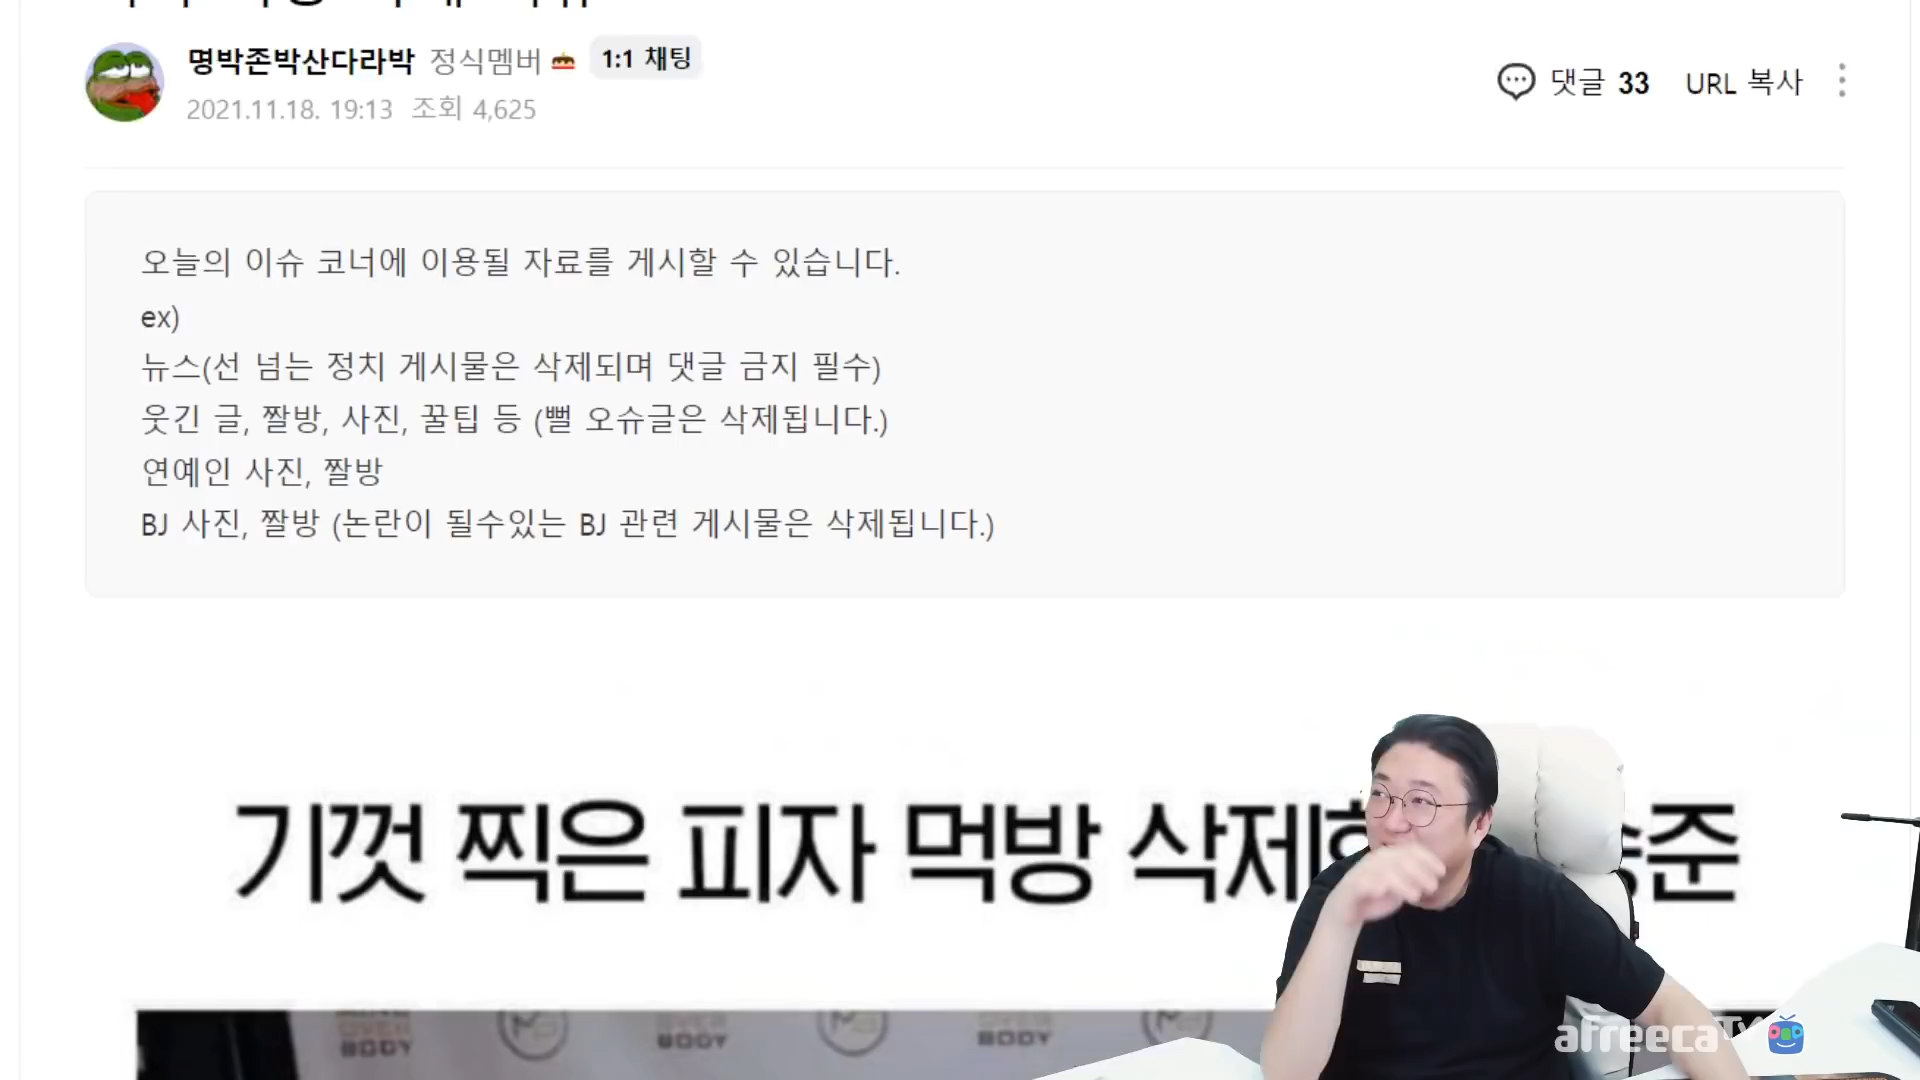 명박존박산다라박 정식멤버 1:1 채팅
2021.11.18. 19:13 조회 4,625
댓글 33 URL 복사
오늘의 이슈 코너에 이용될 자료를 게시할 수 있습니다.
ex)
뉴스(선 넘는 정치 게시물은 삭제되며 댓글 금지 필수)
웃긴 글, 짤방, 사진, 꿀팁 등 (뻘 오슈글은 삭제됩니다.)
연예인 사진, 짤방
BJ 사진, 짤방 (논란이 될수있는 BJ 관련 게시물은 삭제됩니다.)
기껏 찍은 피자 먹방
OVER BODY
BODY
BODY
afreecaTV